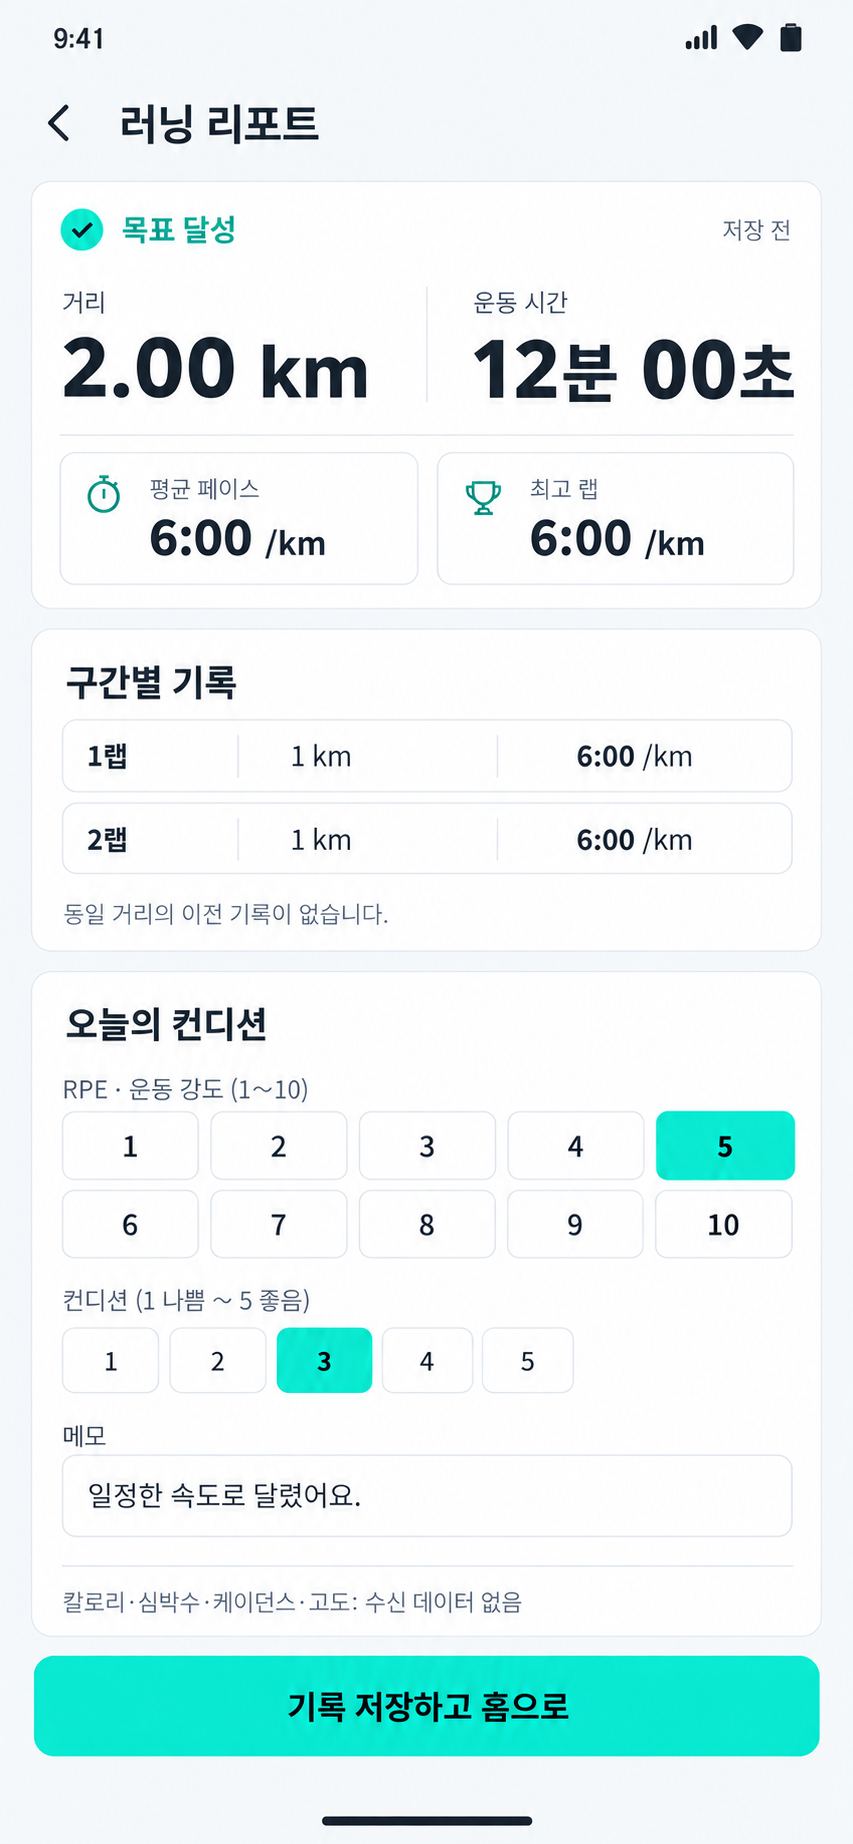 9:41
러닝 리포트
목표 달성 저장 전
거리 운동 시간
2.00 km 12분 00초
평균 페이스 최고 랩
6:00 /km 6:00 /km
구간별 기록
1랩 1 km 6:00 /km
2랩 1 km 6:00 /km
동일 거리의 이전 기록이 없습니다.
오늘의 컨디션
RPE · 운동 강도 (1~10)
1 2 3 4 5
6 7 8 9 10
컨디션 (1 나쁨 ~ 5 좋음)
1 2 3 4 5
메모
일정한 속도로 달렸어요.
칼로리·심박수·케이던스·고도: 수신 데이터 없음
기록 저장하고 홈으로